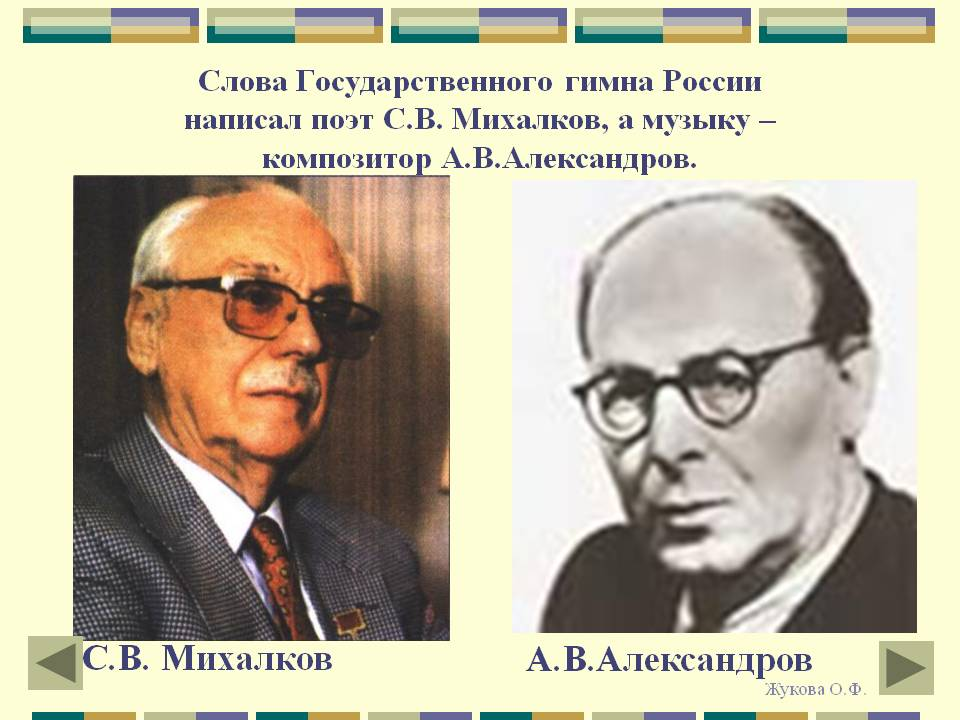 Слова Государственного гимна России
написал поэт С.В. Михалков, а музыку –
композитор А.В.Александров.
С.В. Михалков
А.В.Александров
Жукова О.Ф.